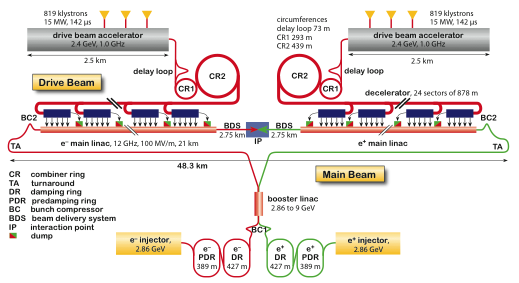 819 klystrons
15 MW, 142 µs
drive beam accelerator
2.4 GeV, 1.0 GHz
2.5 km
delay loop
CR1
CR2
circumferences
delay loop 73 m
CR1 293 m
CR2 439 m
819 klystrons
15 MW, 142 µs
drive beam accelerator
2.4 GeV, 1.0 GHz
2.5 km
delay loop
CR2
CR1
Drive Beam
decelerator, 24 sectors of 878 m
BC2
BC2
BDS
2.75 km
BDS
2.75 km
IP
TA
e– main linac, 12 GHz, 100 MV/m, 21 km
e+ main linac
TA
48.3 km
Main Beam
CR combiner ring
TA turnaround
DR damping ring
PDR predamping ring
BC bunch compressor
BDS beam delivery system
IP interaction point
dump
booster linac
2.86 to 9 GeV
BC1
e– injector,
2.86 GeV
e–
PDR
389 m
e–
DR
427 m
e+
DR
427 m
e+
PDR
389 m
e+ injector,
2.86 GeV